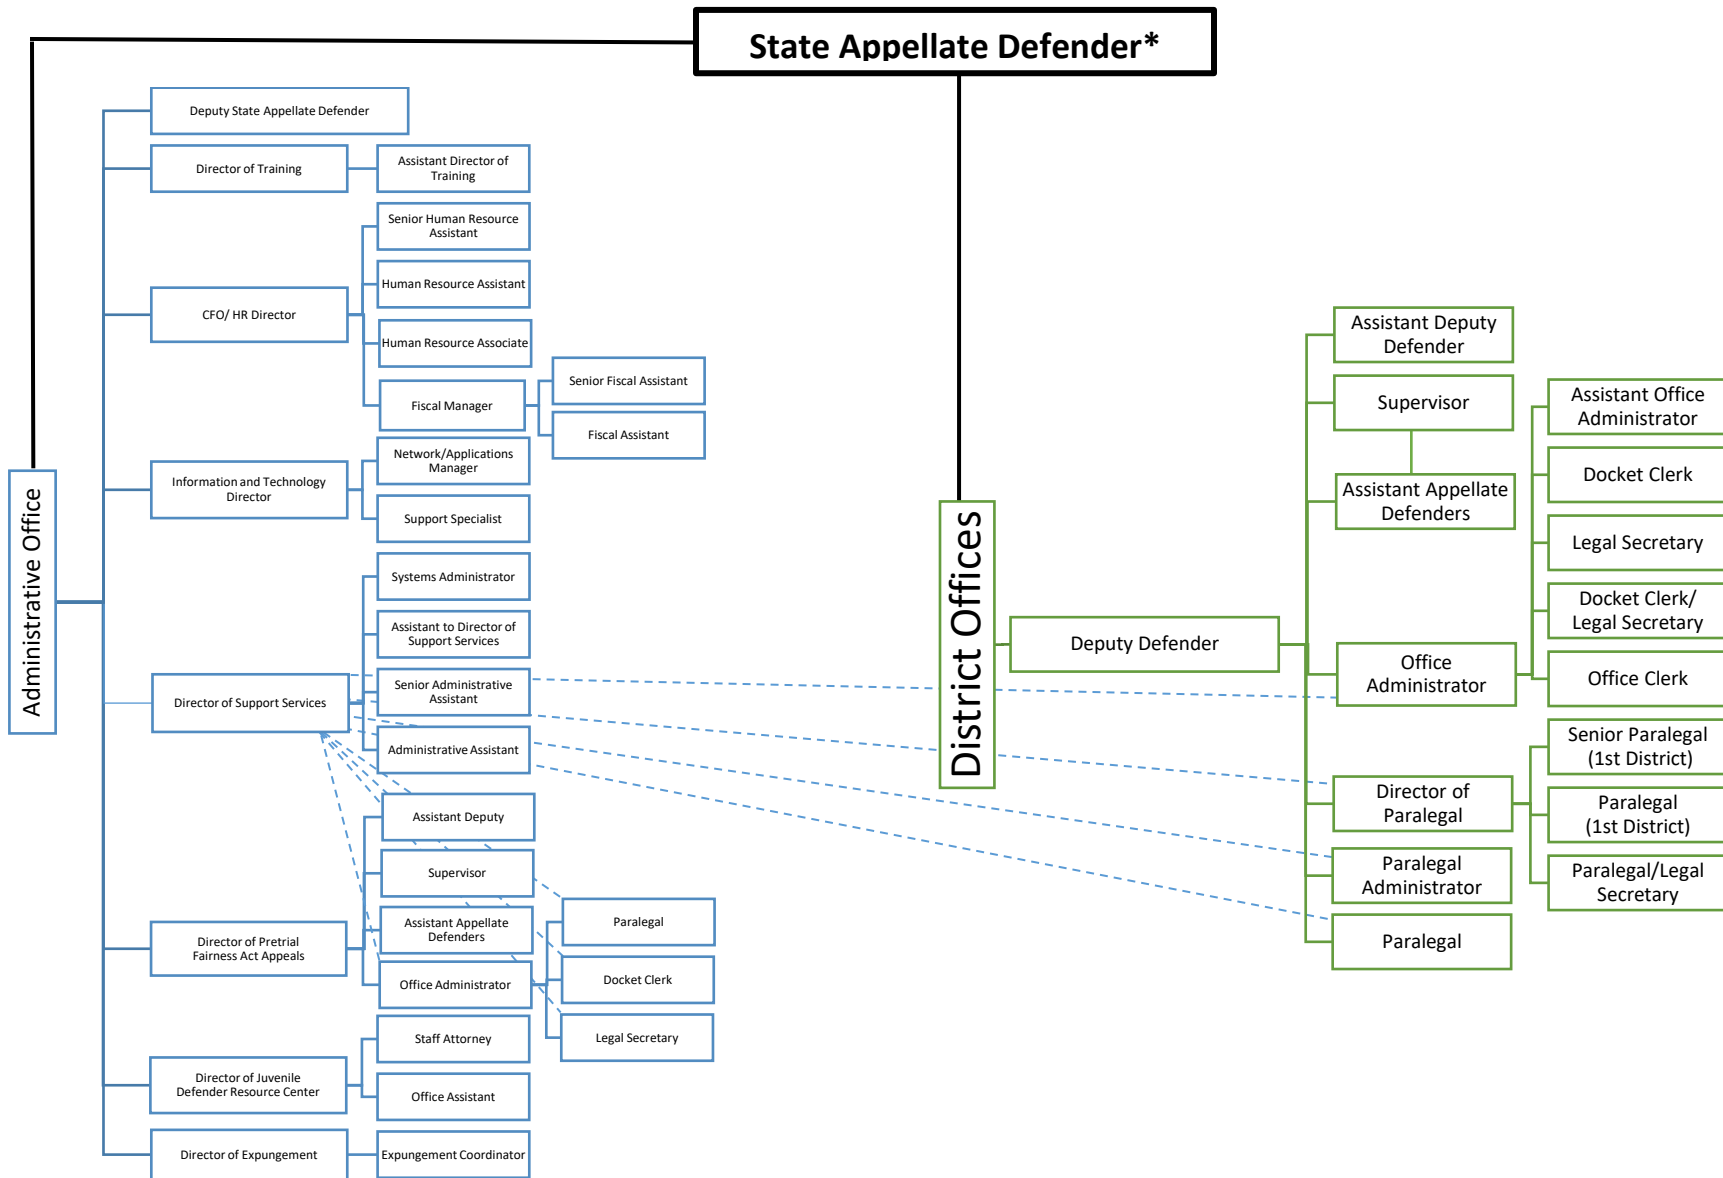 State Appellate Defender*
Administrative Office
Deputy State Appellate Defender
Director of Training
Assistant Director of
Training
CFO/ HR Director
Senior Human Resource
Assistant
Human Resource Assistant
Human Resource Associate
Fiscal Manager
Senior Fiscal Assistant
Fiscal Assistant
Information and Technology
Director
Network/Applications
Manager
Support Specialist
Director of Support Services
Systems Administrator
Assistant to Director of
Support Services
Senior Administrative
Assistant
Administrative Assistant
Director of Pretrial
Fairness Act Appeals
Assistant Deputy
Supervisor
Assistant Appellate
Defenders
Office Administrator
Paralegal
Docket Clerk
Legal Secretary
Director of Juvenile
Defender Resource Center
Staff Attorney
Office Assistant
Director of Expungement
Expungement Coordinator
District Offices
Deputy Defender
Assistant Deputy
Defender
Supervisor
Assistant Appellate
Defenders
Office
Administrator
Assistant Office
Administrator
Docket Clerk
Legal Secretary
Docket Clerk/
Legal Secretary
Office Clerk
Director of
Paralegal
Senior Paralegal
(1st District)
Paralegal
(1st District)
Paralegal/Legal
Secretary
Paralegal
Administrator
Paralegal